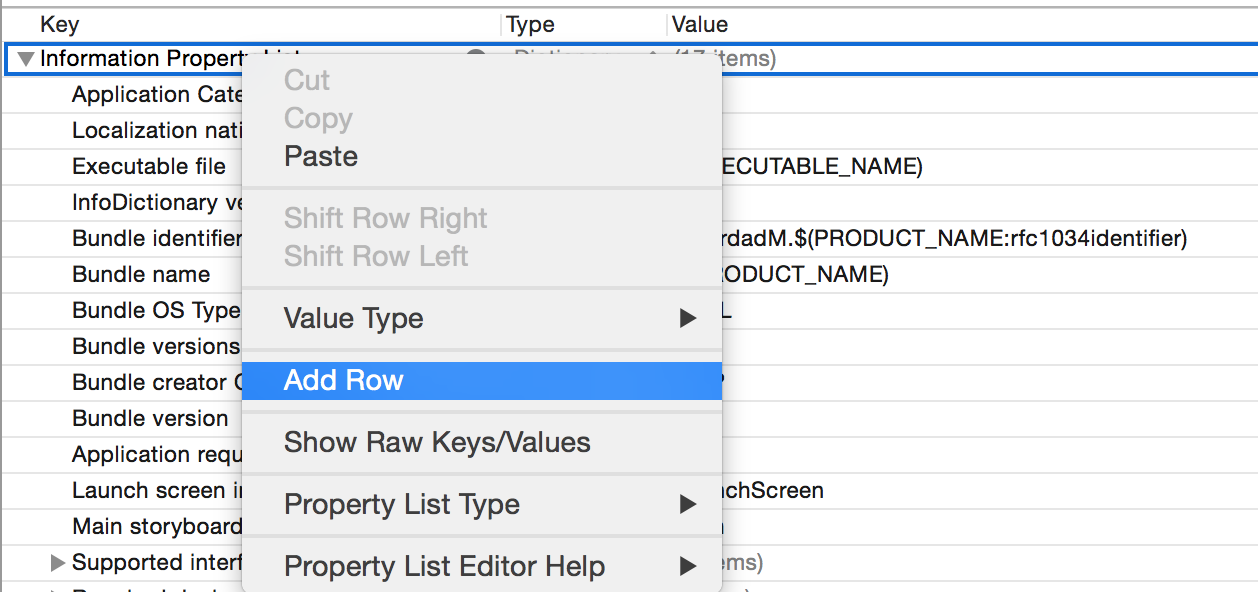 Key Type Value
Information Property List (17 items)
Cut
Application Cate
Copy
Localization nati
Paste
Executable file ECUTABLE_NAME)
InfoDictionary ve
Shift Row Right
Bundle identifier rdadM.$(PRODUCT_NAME:rfc1034identifier)
Shift Row Left
Bundle name RODUCT_NAME)
Bundle OS Type L
Value Type
Bundle versions
Bundle creator
Add Row
Bundle version
Show Raw Keys/Values
Application requ
Launch screen in nchScreen
Property List Type
Main storyboard
Supported interf ems)
Property List Editor Help